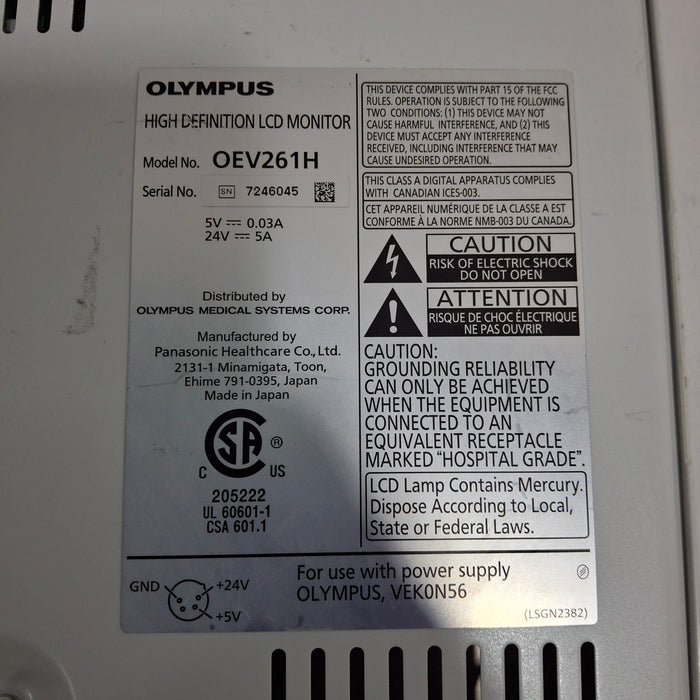 OLYMPUS
HIGH DEFINITION LCD MONITOR
Model No. OEV261H
Serial No. SN 7246045
5V ⎓ 0.03A
24V ⎓ 5A
Distributed by
OLYMPUS MEDICAL SYSTEMS CORP.
Manufactured by
Panasonic Healthcare Co., Ltd.
2131-1 Minamigata, Toon,
Ehime 791-0395, Japan
Made in Japan
CSA ®
C US
205222
UL 60601-1
CSA 601.1
THIS DEVICE COMPLIES WITH PART 15 OF THE FCC
RULES. OPERATION IS SUBJECT TO THE FOLLOWING
TWO CONDITIONS: (1) THIS DEVICE MAY NOT
CAUSE HARMFUL INTERFERENCE, AND (2) THIS
DEVICE MUST ACCEPT ANY INTERFERENCE
RECEIVED, INCLUDING INTERFERENCE THAT MAY
CAUSE UNDESIRED OPERATION.
THIS CLASS A DIGITAL APPARATUS COMPLIES
WITH CANADIAN ICES-003.
CET APPAREIL NUMÉRIQUE DE LA CLASSE A EST
CONFORME À LA NORME NMB-003 DU CANADA.
CAUTION
RISK OF ELECTRIC SHOCK
DO NOT OPEN
ATTENTION
RISQUE DE CHOC ÉLECTRIQUE
NE PAS OUVRIR
CAUTION:
GROUNDING RELIABILITY
CAN ONLY BE ACHIEVED
WHEN THE EQUIPMENT IS
CONNECTED TO AN
EQUIVALENT RECEPTACLE
MARKED “HOSPITAL GRADE”.
LCD Lamp Contains Mercury.
Dispose According to Local,
State or Federal Laws.
GND +24V
+5V
For use with power supply
OLYMPUS, VEK0N56
(LSGN2382)